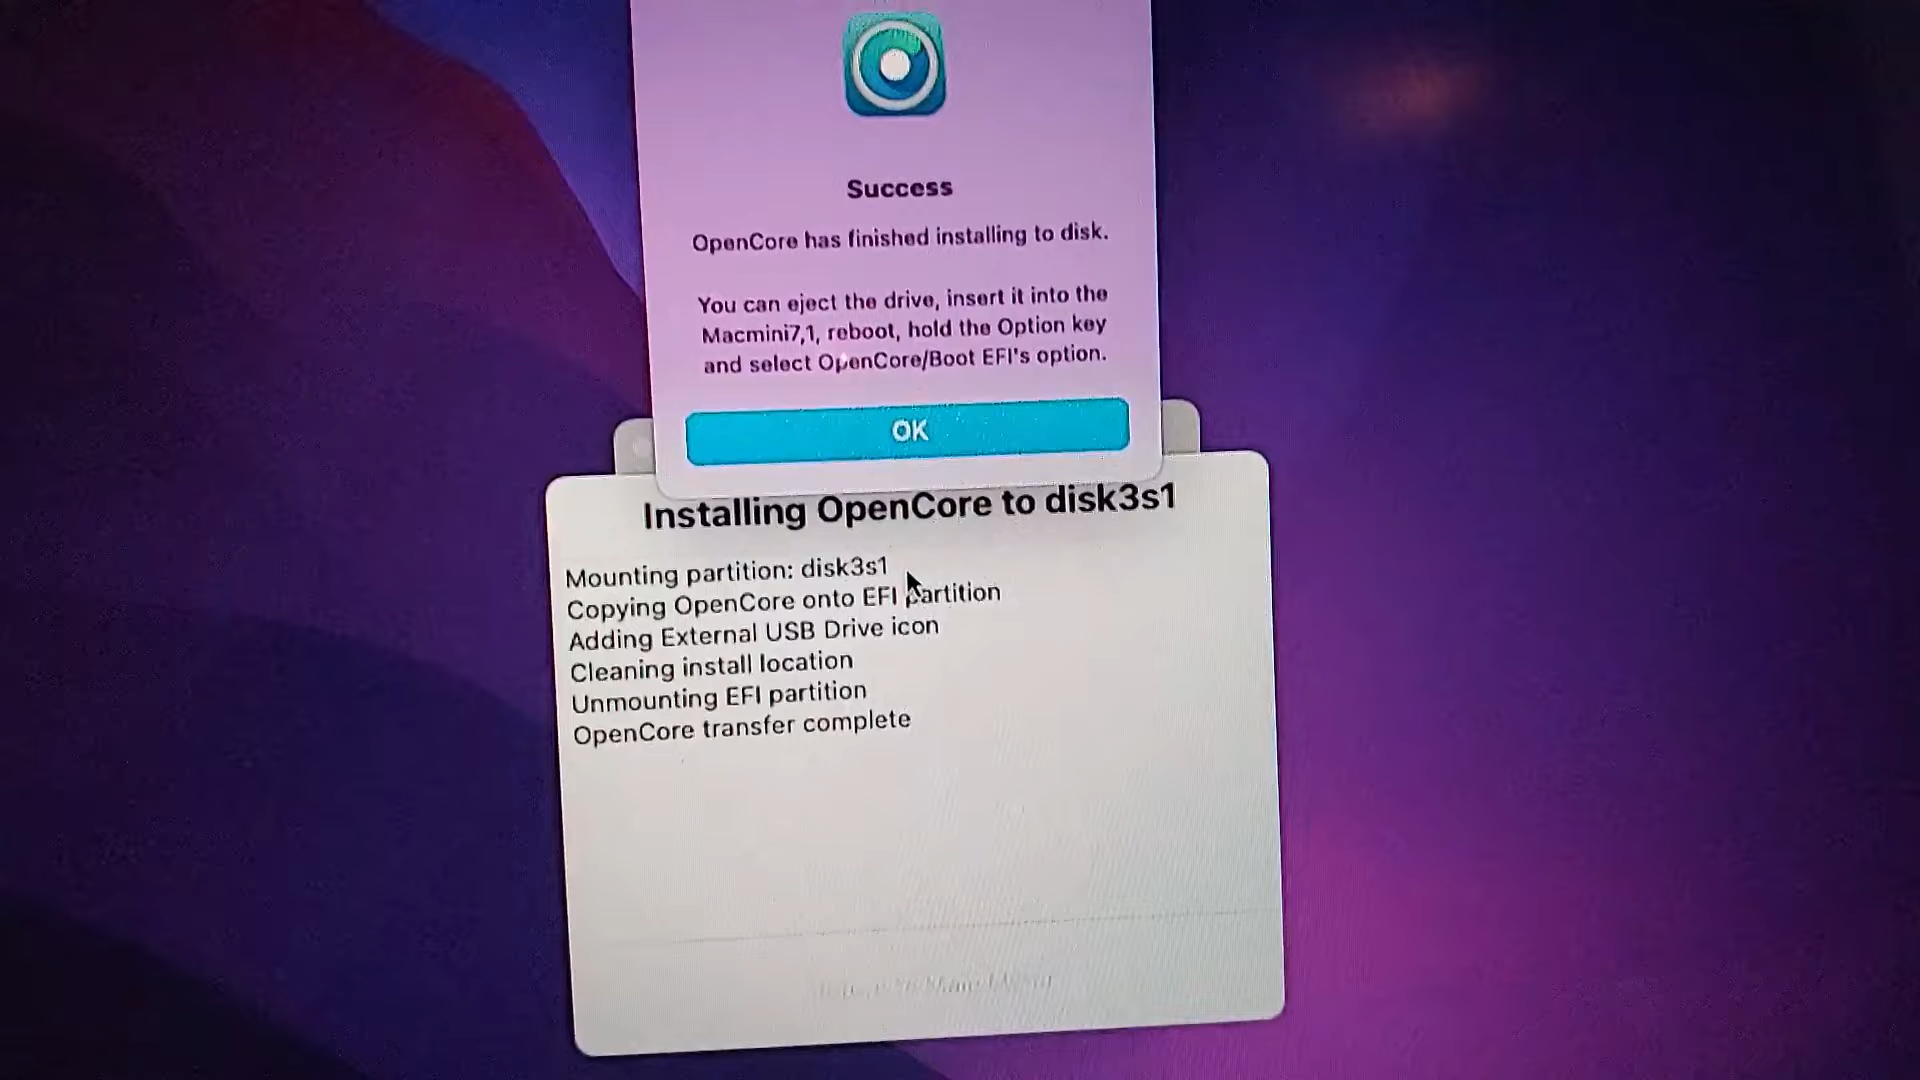 Success
OpenCore has finished installing to disk.
You can eject the drive, insert it into the
Macmini7,1, reboot, hold the Option key
and select OpenCore/Boot EFI's option.
OK
Installing OpenCore to disk3s1
Mounting partition: disk3s1
Copying OpenCore onto EFI partition
Adding External USB Drive icon
Cleaning install location
Unmounting EFI partition
OpenCore transfer complete